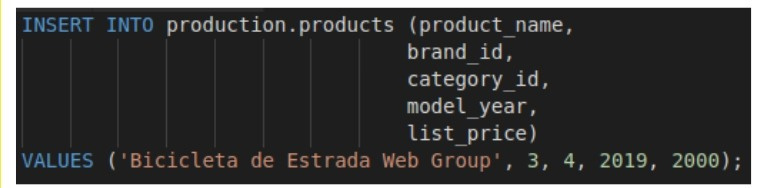 INSERT INTO production.products (product_name,
brand_id,
category_id,
model_year,
list_price)
VALUES ('Bicicleta de Estrada Web Group', 3, 4, 2019, 2000);